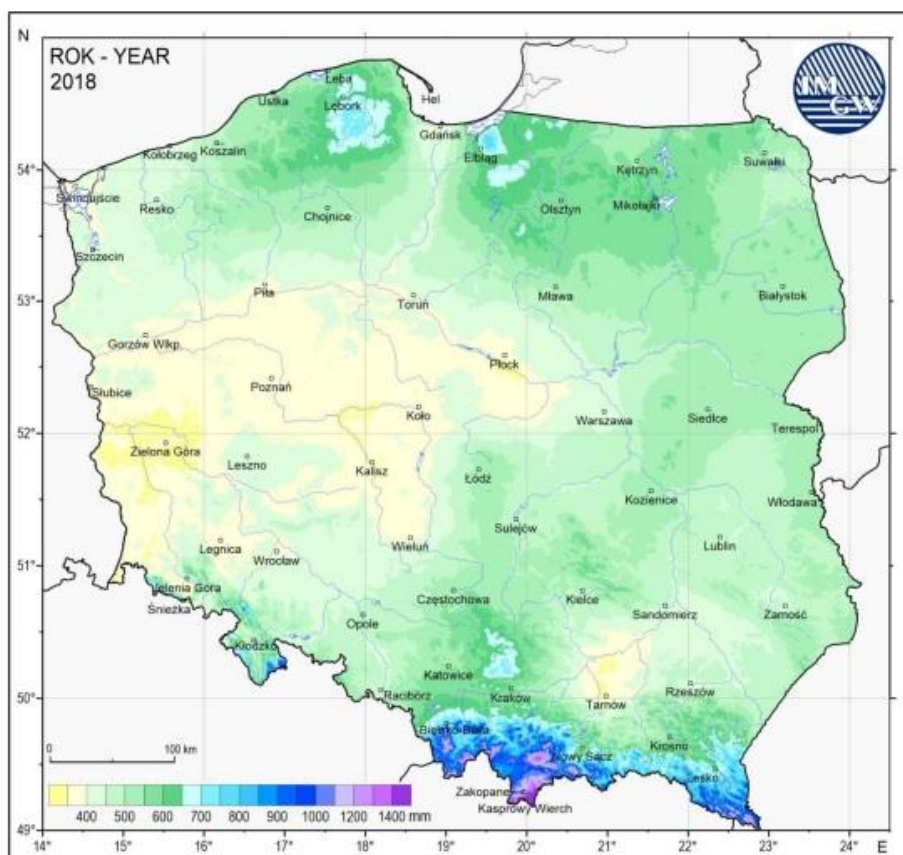 N
ROK - YEAR
2018
IM
GW
Łeba
Ustka
Lębork
Hel
Gdańsk
Kołobrzeg
Koszalin
54°
Elbląg
Kętrzyn
Suwałki
Świnoujście
Resko
Chojnice
Olsztyn
Mikołajki
Szczecin
Piła
Toruń
Mława
Białystok
53°
Gorzów Wlkp.
Płock
Słubice
Poznań
Koło
Warszawa
Siedlce
52°
Terespol
Zielona Góra
Leszno
Kalisz
Łódź
Kozienice
Włodawa
Sulejów
Legnica
Wrocław
Wieluń
Lublin
51°
Jelenia Góra
Śnieżka
Częstochowa
Kielce
Sandomierz
Zamość
Opole
Kłodzko
Katowice
50°
Racibórz
Kraków
Tarnów
Rzeszów
Bielsko-Biała
Nowy Sącz
Krosno
Lesko
0 100 km
Zakopane
Kasprowy Wierch
400 500 600 700 800 900 1000 1200 1400 mm
49°
14° 15° 16° 17° 18° 19° 20° 21° 22° 23° 24° E